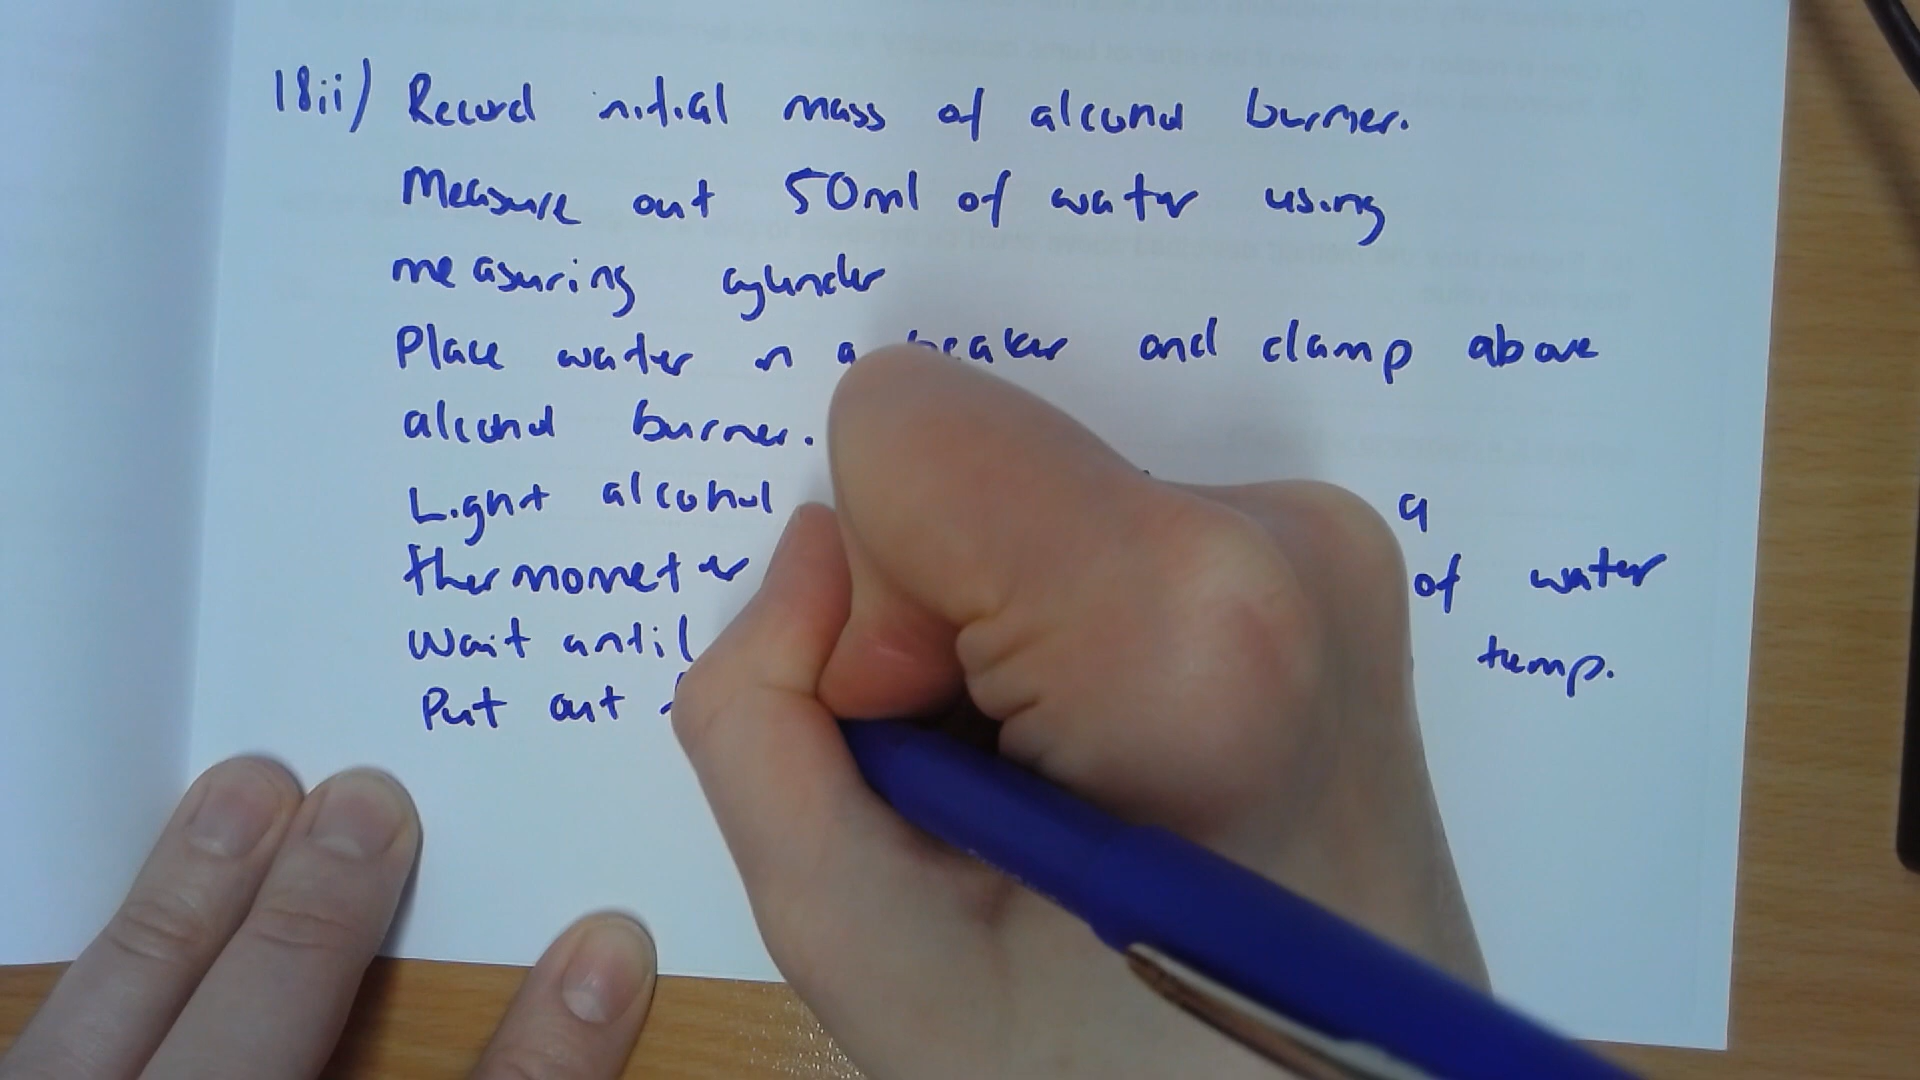 18ii) Record initial mass of alcohol burner.
Measure out 50ml of water using
measuring cylinder
Place water in a beaker and clamp above
alcohol burner.
Light alcohol a
thermometer of water
Wait until temp.
Put out